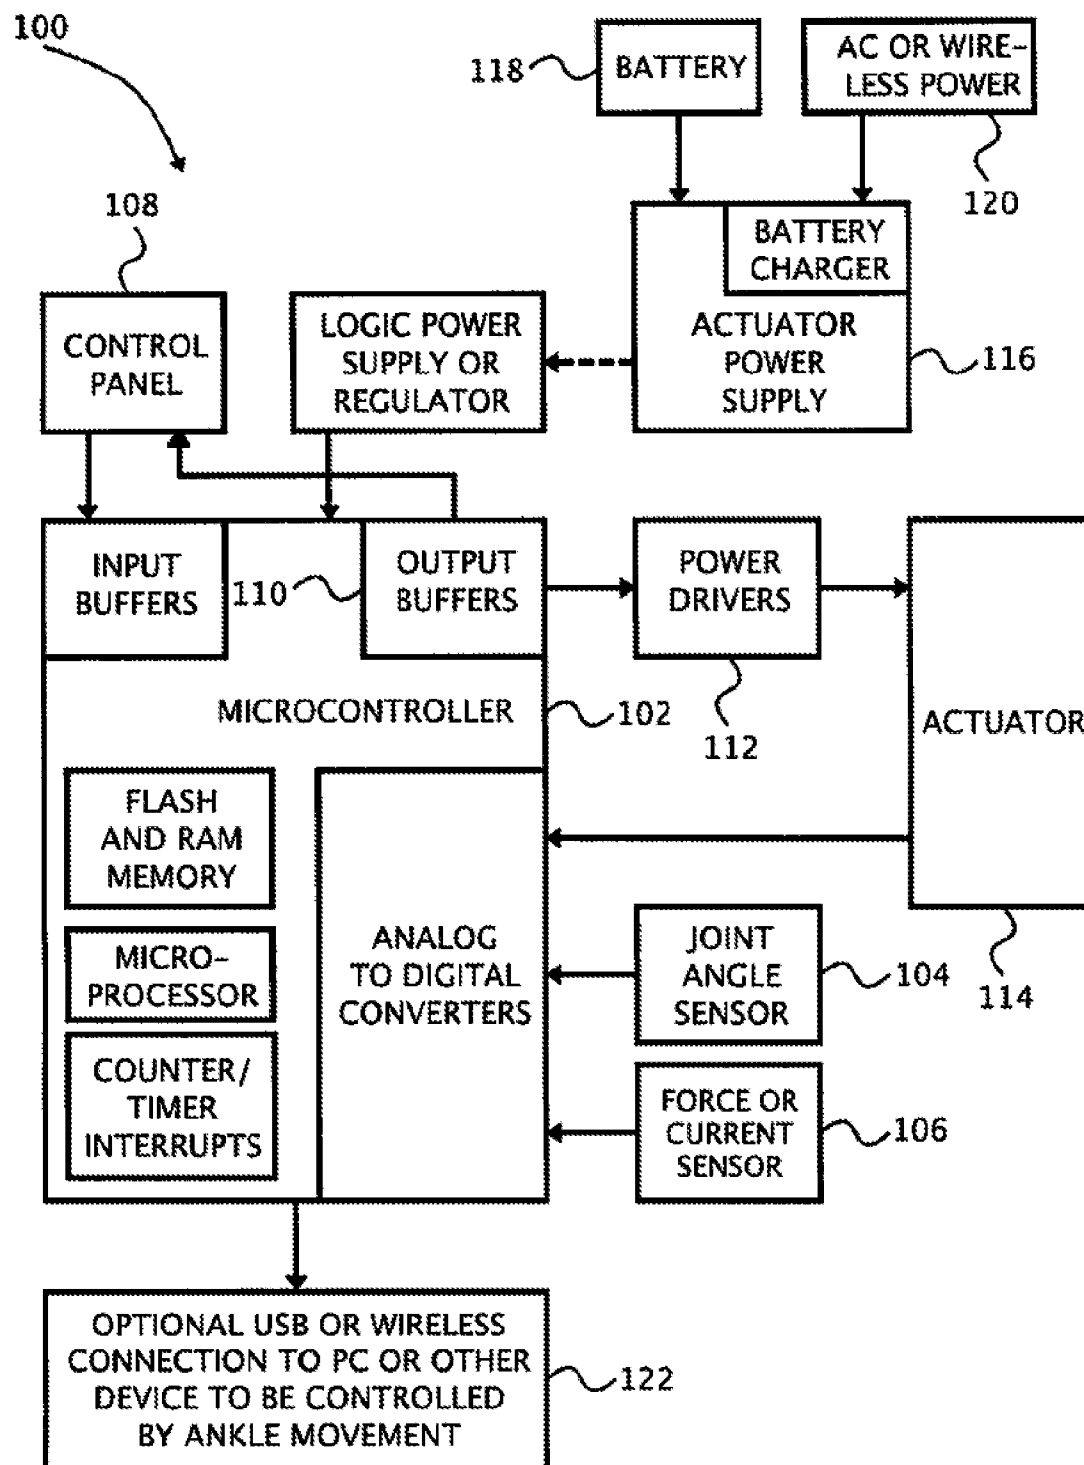 100
118
BATTERY
AC OR WIRE-
LESS POWER
120
108
BATTERY
CHARGER
CONTROL
PANEL
LOGIC POWER
SUPPLY OR
REGULATOR
ACTUATOR
POWER
SUPPLY
116
INPUT
BUFFERS
110
OUTPUT
BUFFERS
POWER
DRIVERS
112
MICROCONTROLLER
102
ACTUATOR
114
FLASH
AND RAM
MEMORY
MICRO-
PROCESSOR
COUNTER/
TIMER
INTERRUPTS
ANALOG
TO DIGITAL
CONVERTERS
JOINT
ANGLE
SENSOR
104
FORCE OR
CURRENT
SENSOR
106
OPTIONAL USB OR WIRELESS
CONNECTION TO PC OR OTHER
DEVICE TO BE CONTROLLED
BY ANKLE MOVEMENT
122